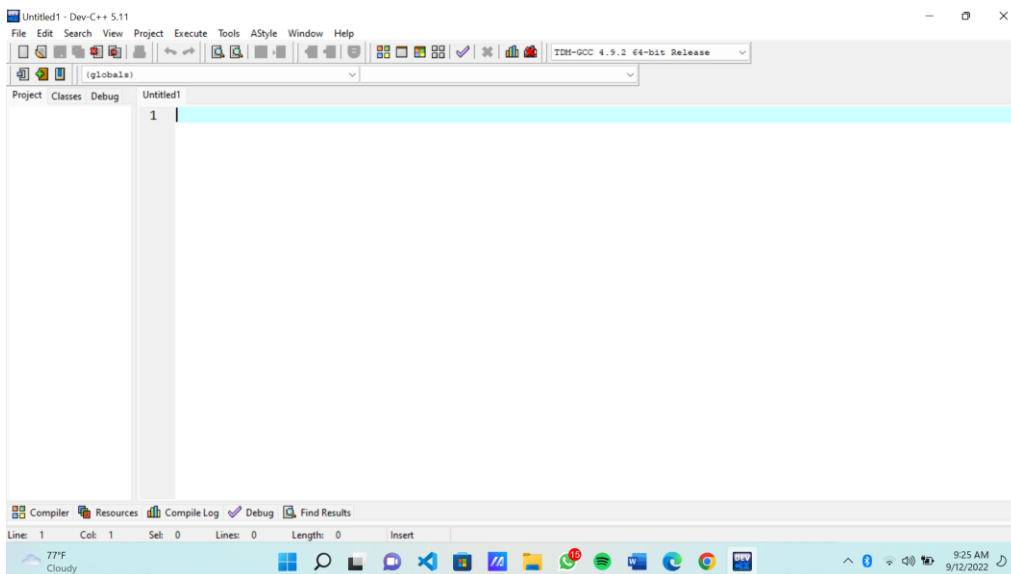 Untitled1 - Dev-C++ 5.11
File Edit Search View Project Execute Tools AStyle Window Help
TDM-GCC 4.9.2 64-bit Release
(globals)
Project Classes Debug Untitled1
1
Compiler Resources Compile Log Debug Find Results
Line: 1 Col: 1 Sel: 0 Lines: 0 Length: 0 Insert
77°F
Cloudy
15
9:25 AM
9/12/2022